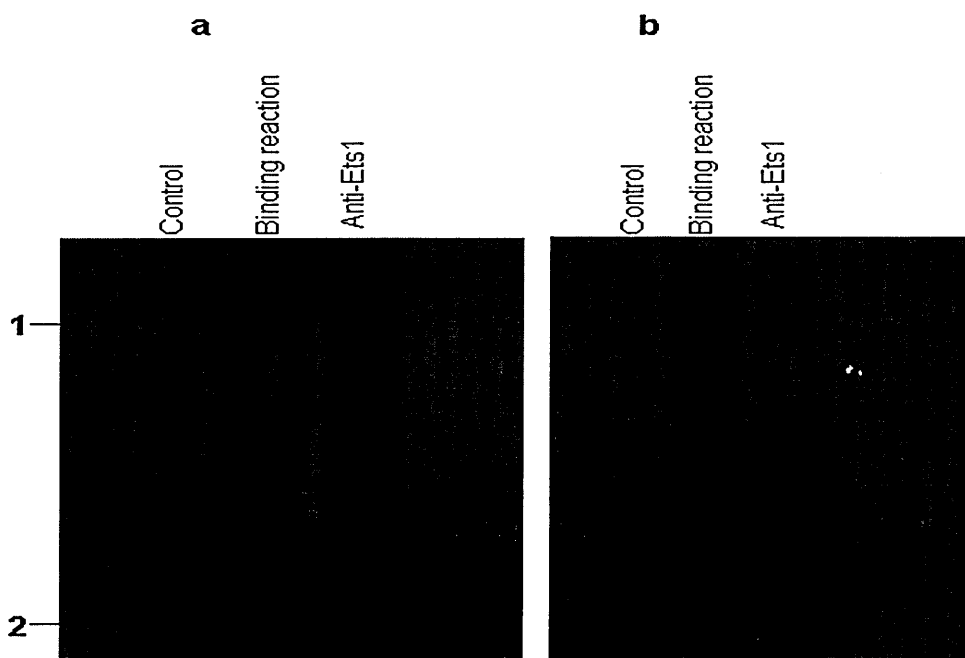 a
b
Control
Binding reaction
Anti-Ets1
Control
Binding reaction
Anti-Ets1
1
2